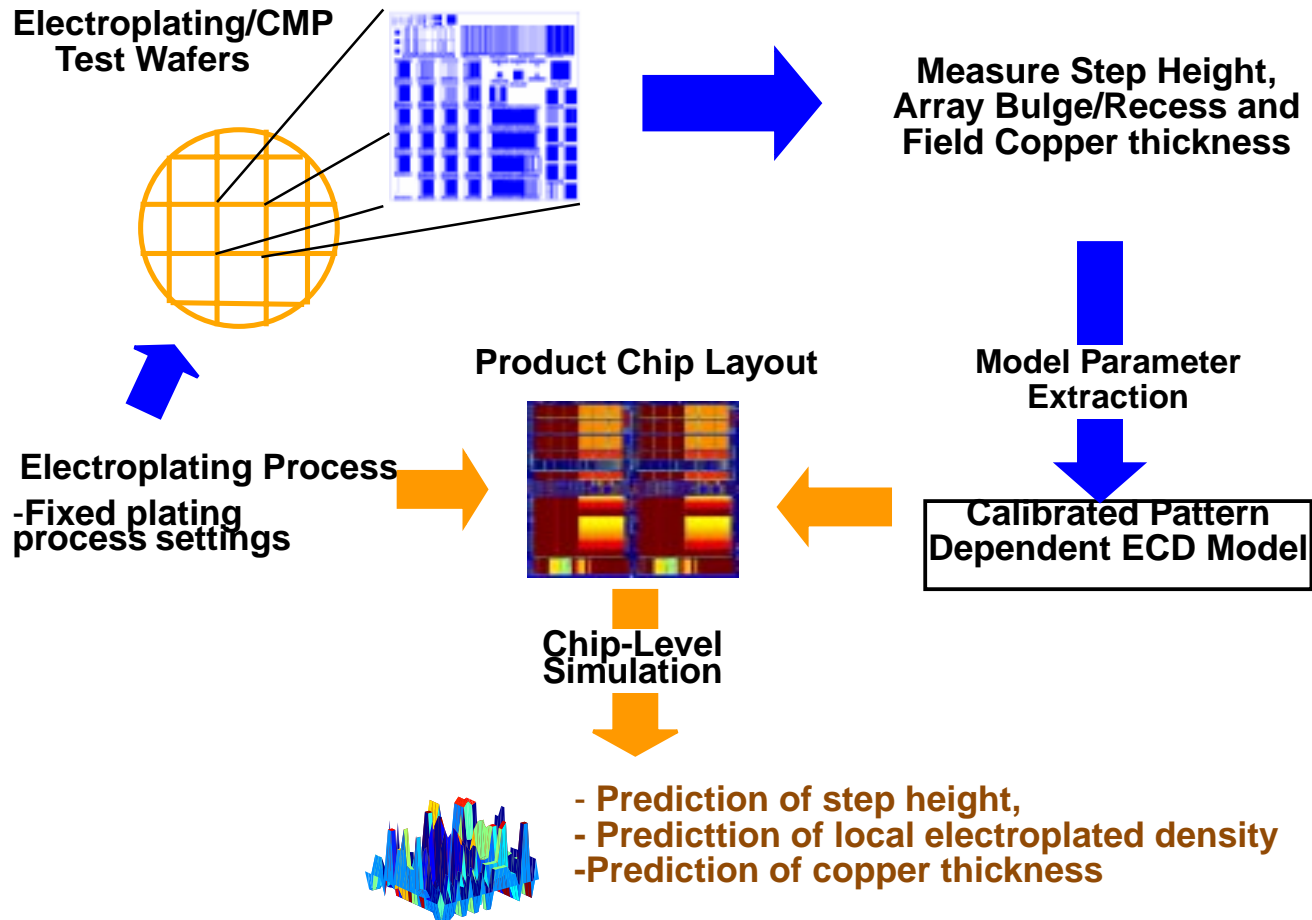 Electroplating/CMP
Test Wafers
Measure Step Height,
Array Bulge/Recess and
Field Copper thickness
Product Chip Layout
Model Parameter
Extraction
Electroplating Process
-Fixed plating
process settings
Calibrated Pattern
Dependent ECD Model
Chip-Level
Simulation
- Prediction of step height,
- Predicttion of local electroplated density
-Prediction of copper thickness